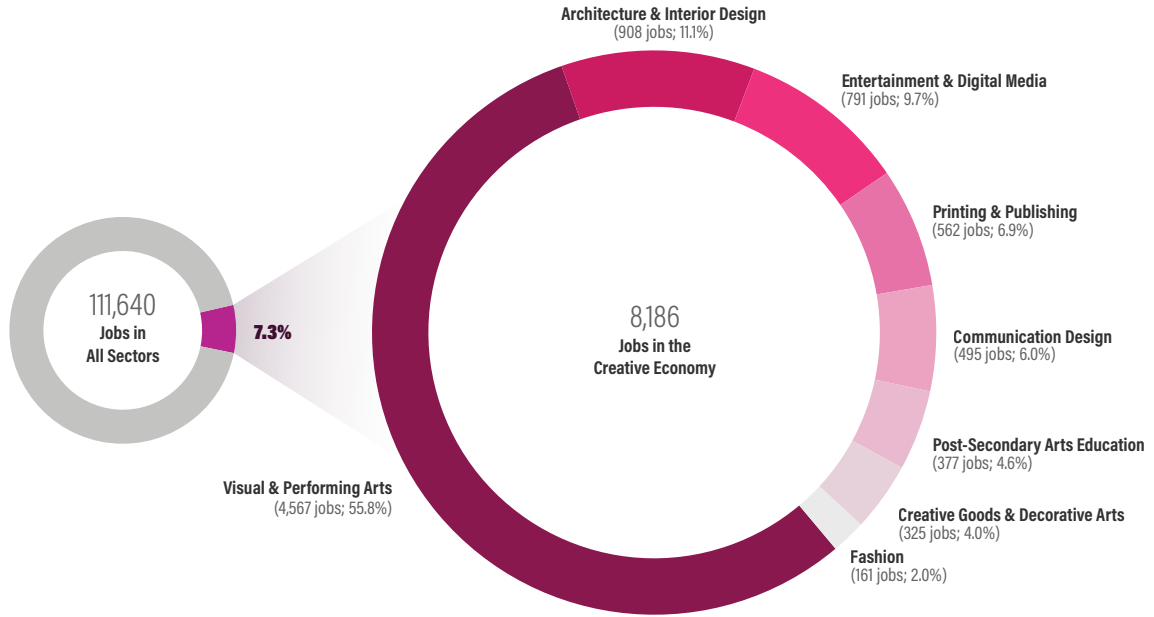 Architecture & Interior Design
(908 jobs; 11.1%)
Entertainment & Digital Media
(791 jobs; 9.7%)
Printing & Publishing
(562 jobs; 6.9%)
111,640
Jobs in
All Sectors
7.3%
8,186
Jobs in the
Creative Economy
Communication Design
(495 jobs; 6.0%)
Post-Secondary Arts Education
(377 jobs; 4.6%)
Visual & Performing Arts
(4,567 jobs; 55.8%)
Creative Goods & Decorative Arts
(325 jobs; 4.0%)
Fashion
(161 jobs; 2.0%)